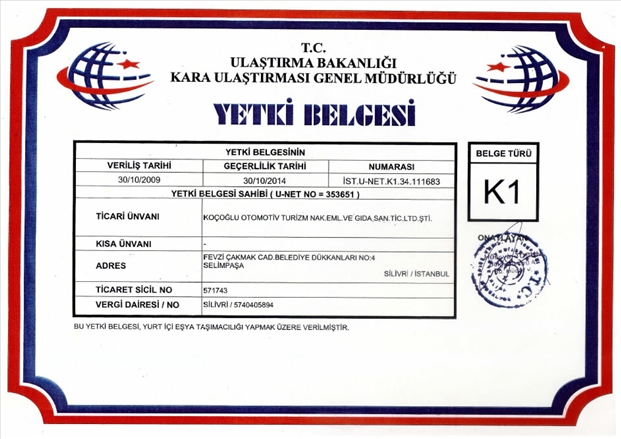 T.C.
ULAŞTIRMA BAKANLIĞI
KARA ULAŞTIRMASI GENEL MÜDÜRLÜĞÜ
YETKİ BELGESİ
YETKİ BELGESİNİN
VERİLİŞ TARİHİ GEÇERLİLİK TARİHİ NUMARASI
30/10/2009 30/10/2014 İST.U-NET.K1.34.111683
YETKİ BELGESİ SAHİBİ ( U-NET NO = 353651 )
TİCARİ ÜNVANI KOÇOĞLU OTOMOTİV TURİZM NAK.EML.VE GIDA,SAN.TİC.LTD.ŞTİ.
KISA ÜNVANI -
ADRES FEVZİ ÇAKMAK CAD.BELEDİYE DÜKKANLARI NO:4
SELİMPAŞA
SİLİVRİ / İSTANBUL
TİCARET SİCİL NO 571743
VERGİ DAİRESİ / NO SİLİVRİ / 5740405894
BELGE TÜRÜ
K1
ONAYLAYAN
T.C.
BU YETKİ BELGESİ, YURT İÇİ EŞYA TAŞIMACILIĞI YAPMAK ÜZERE VERİLMİŞTİR.